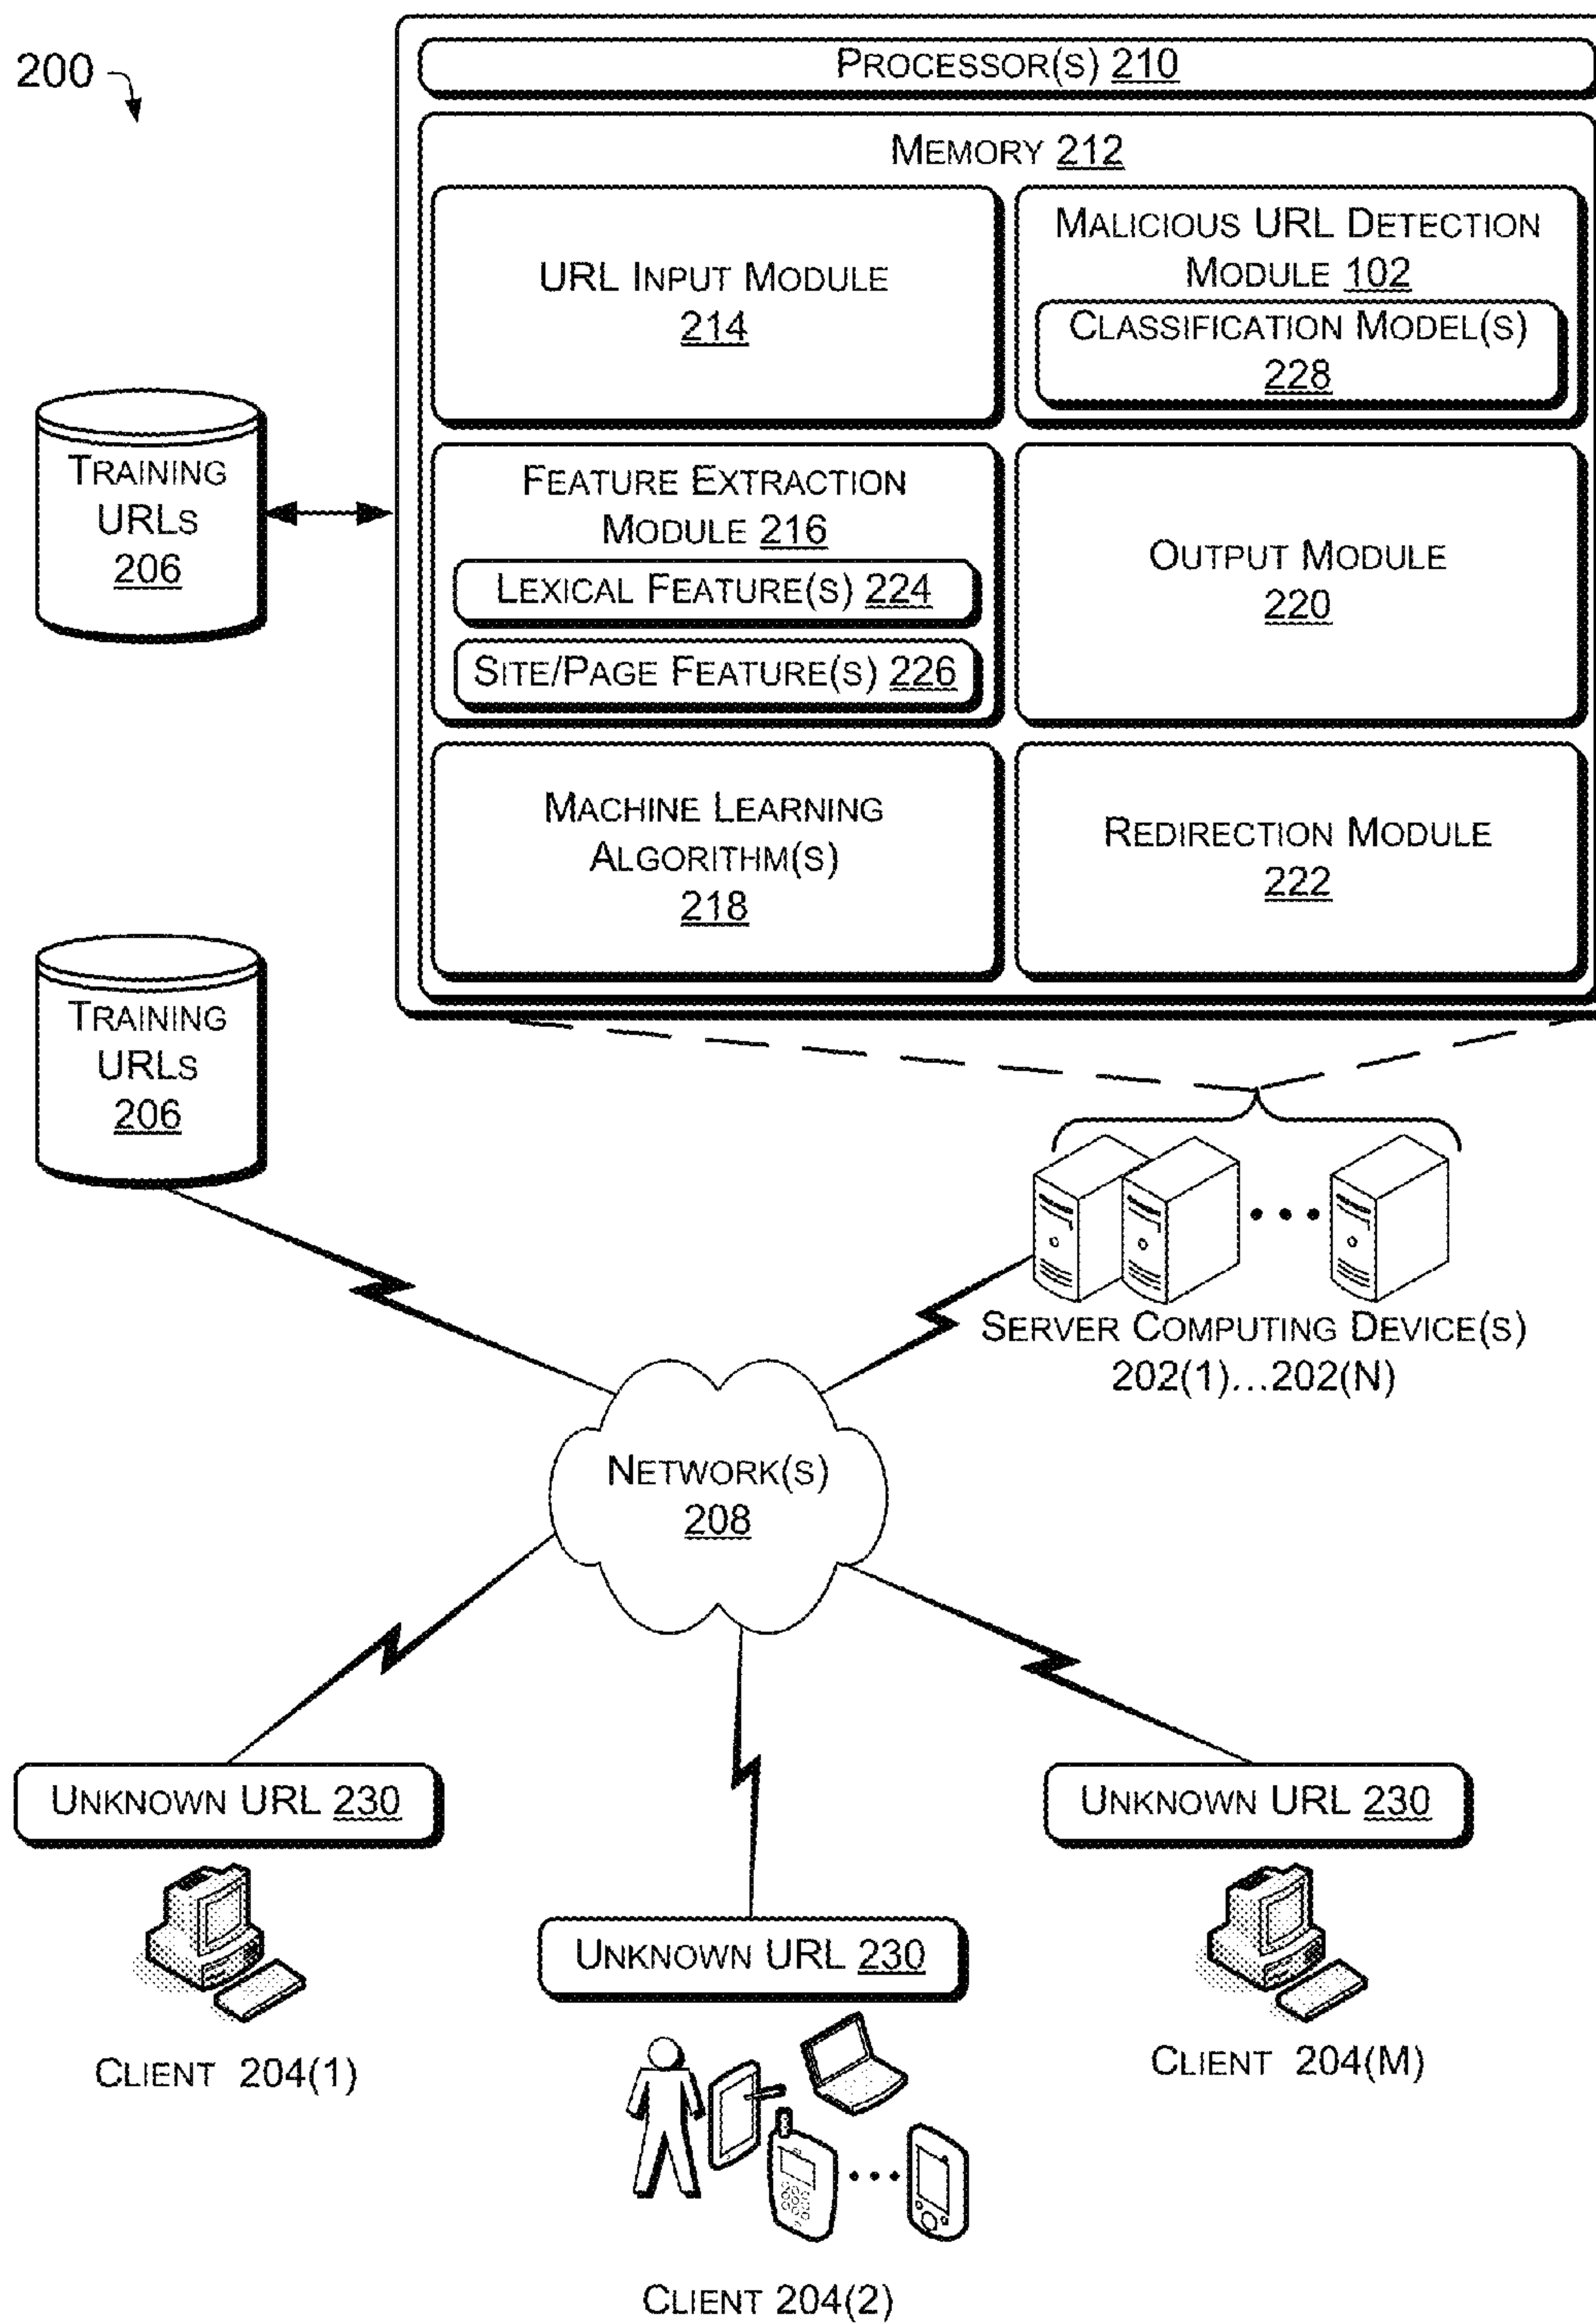 200
PROCESSOR(S) 210
MEMORY 212
URL INPUT MODULE
214
MALICIOUS URL DETECTION
MODULE 102
CLASSIFICATION MODEL(S)
228
TRAINING
URLS
206
FEATURE EXTRACTION
MODULE 216
LEXICAL FEATURE(S) 224
SITE/PAGE FEATURE(S) 226
OUTPUT MODULE
220
MACHINE LEARNING
ALGORITHM(S)
218
REDIRECTION MODULE
222
TRAINING
URLS
206
SERVER COMPUTING DEVICE(S)
202(1)...202(N)
NETWORK(S)
208
UNKNOWN URL 230
UNKNOWN URL 230
UNKNOWN URL 230
CLIENT 204(1)
CLIENT 204(M)
CLIENT 204(2)